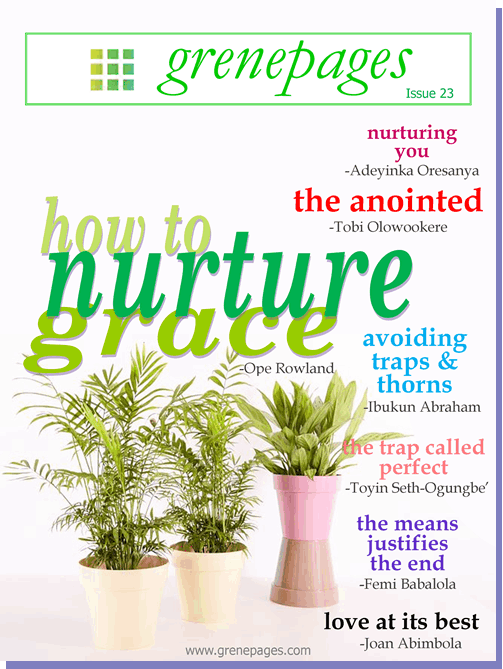 grenepages
Issue 23
nurturing
you
-Adeyinka Oresanya
the anointed
-Tobi Olowookere
how to
nurture
grace
-Ope Rowland
avoiding
traps &
thorns
-Ibukun Abraham
the trap called
perfect
-Toyin Seth-Ogungbe’
the means
justifies
the end
-Femi Babalola
love at its best
-Joan Abimbola
www.grenepages.com